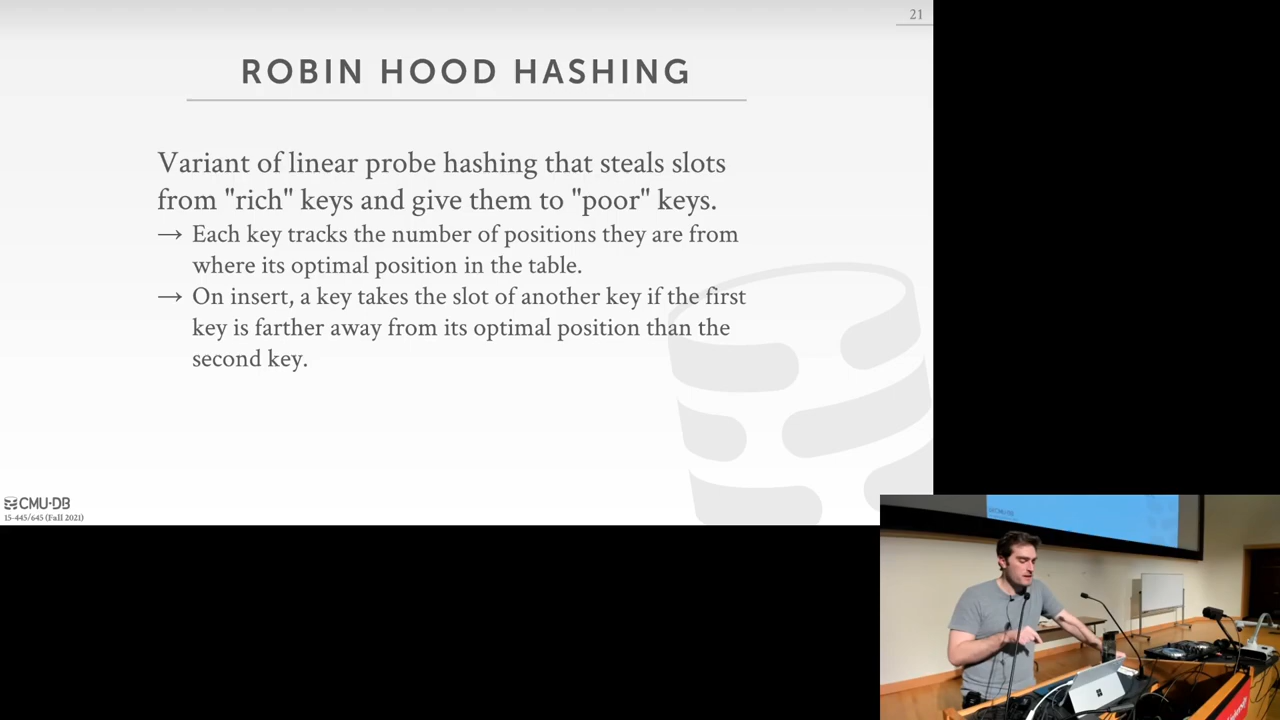 21
ROBIN HOOD HASHING
Variant of linear probe hashing that steals slots
from "rich" keys and give them to "poor" keys.
→ Each key tracks the number of positions they are from
where its optimal position in the table.
→ On insert, a key takes the slot of another key if the first
key is farther away from its optimal position than the
second key.
CMU·DB
15-445/645 (Fall 2021)